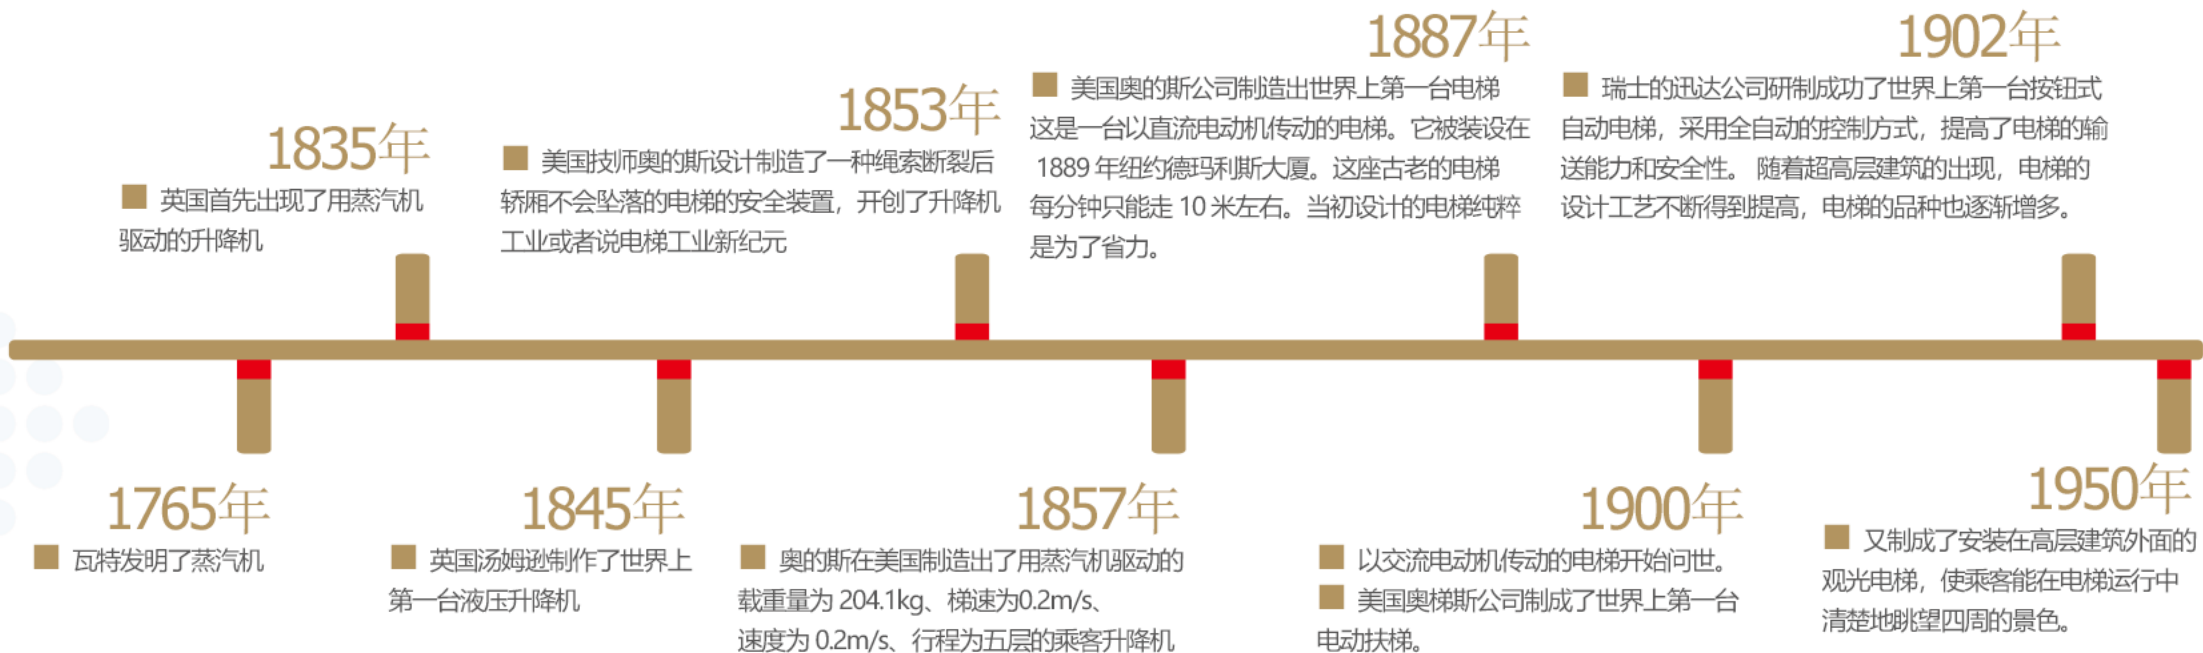 1835年
■ 英国首先出现了用蒸汽机
驱动的升降机
1853年
■ 美国技师奥的斯设计制造了一种绳索断裂后
轿厢不会坠落的电梯的安全装置，开创了升降机
工业或者说电梯工业新纪元
1887年
■ 美国奥的斯公司制造出世界上第一台电梯
这是一台以直流电动机传动的电梯。它被装设在
1889 年纽约德玛利斯大厦。这座古老的电梯
每分钟只能走 10 米左右。当初设计的电梯纯粹
是为了省力。
1902年
■ 瑞士的迅达公司研制成功了世界上第一台按钮式
自动电梯，采用全自动的控制方式，提高了电梯的输
送能力和安全性。 随着超高层建筑的出现，电梯的
设计工艺不断得到提高，电梯的品种也逐渐增多。
1765年
■ 瓦特发明了蒸汽机
1845年
■ 英国汤姆逊制作了世界上
第一台液压升降机
1857年
■ 奥的斯在美国制造出了用蒸汽机驱动的
载重量为 204.1kg、梯速为0.2m/s、
速度为 0.2m/s、行程为五层的乘客升降机
1900年
■ 以交流电动机传动的电梯开始问世。
■ 美国奥梯斯公司制成了世界上第一台
电动扶梯。
1950年
■ 又制成了安装在高层建筑外面的
观光电梯，使乘客能在电梯运行中
清楚地眺望四周的景色。